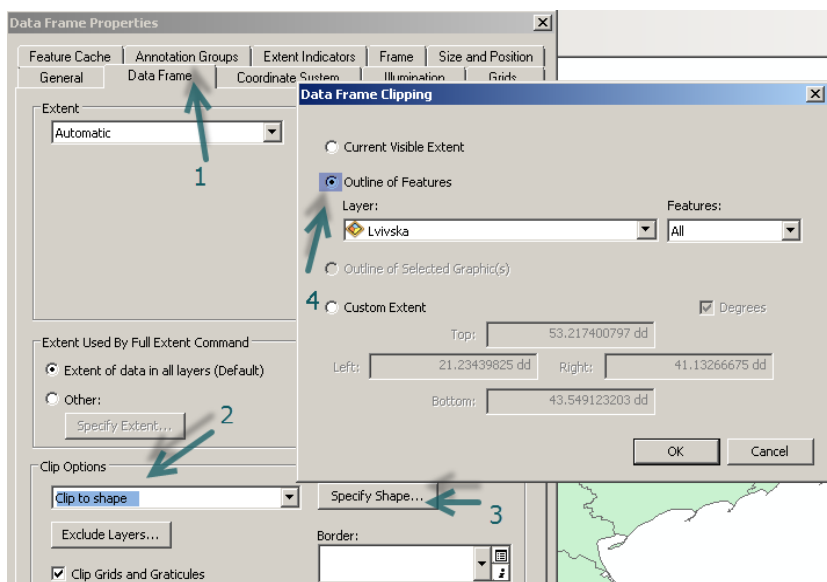 Data Frame Properties
Feature Cache Annotation Groups Extent Indicators Frame Size and Position
General Data Frame Coordinate System Illumination Grids
Extent
Automatic
1
Extent Used By Full Extent Command
Extent of data in all layers (Default)
Other:
Specify Extent...
2
Clip Options
Clip to shape
Specify Shape...
3
Exclude Layers...
Border:
Clip Grids and Graticules
Data Frame Clipping
Current Visible Extent
Outline of Features
Layer: Features:
Lvivska All
4
Outline of Selected Graphic(s)
Custom Extent Degrees
Top: 53.217400797 dd
Left: 21.23439825 dd Right: 41.13266675 dd
Bottom: 43.549123203 dd
OK Cancel